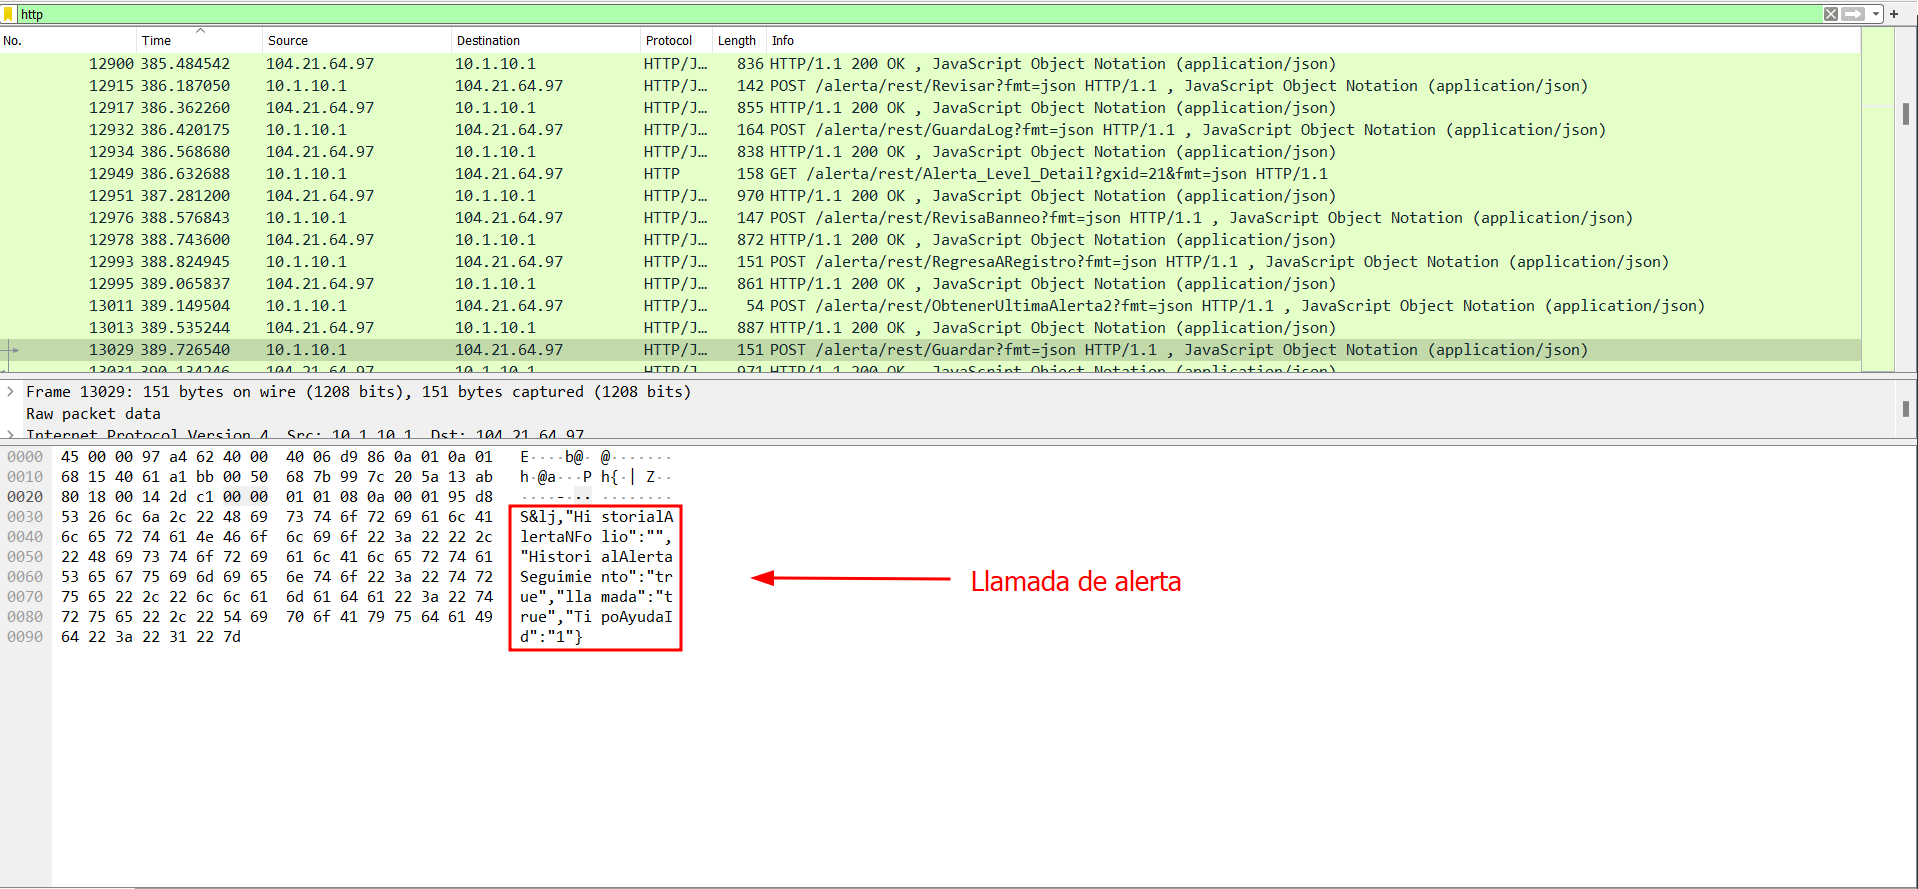 http
No. Time Source Destination Protocol Length Info
12900 385.484542 104.21.64.97 10.1.10.1 HTTP/J… 836 HTTP/1.1 200 OK , JavaScript Object Notation (application/json)
12915 386.187050 10.1.10.1 104.21.64.97 HTTP/J… 142 POST /alerta/rest/Revisar?fmt=json HTTP/1.1 , JavaScript Object Notation (application/json)
12917 386.362260 104.21.64.97 10.1.10.1 HTTP/J… 855 HTTP/1.1 200 OK , JavaScript Object Notation (application/json)
12932 386.420175 10.1.10.1 104.21.64.97 HTTP/J… 164 POST /alerta/rest/GuardaLog?fmt=json HTTP/1.1 , JavaScript Object Notation (application/json)
12934 386.568680 104.21.64.97 10.1.10.1 HTTP/J… 838 HTTP/1.1 200 OK , JavaScript Object Notation (application/json)
12949 386.632688 10.1.10.1 104.21.64.97 HTTP 158 GET /alerta/rest/Alerta_Level_Detail?gxid=21&fmt=json HTTP/1.1
12951 387.281200 104.21.64.97 10.1.10.1 HTTP/J… 970 HTTP/1.1 200 OK , JavaScript Object Notation (application/json)
12976 388.576843 10.1.10.1 104.21.64.97 HTTP/J… 147 POST /alerta/rest/RevisaBanneo?fmt=json HTTP/1.1 , JavaScript Object Notation (application/json)
12978 388.743600 104.21.64.97 10.1.10.1 HTTP/J… 872 HTTP/1.1 200 OK , JavaScript Object Notation (application/json)
12993 388.824945 10.1.10.1 104.21.64.97 HTTP/J… 151 POST /alerta/rest/RegresaARegistro?fmt=json HTTP/1.1 , JavaScript Object Notation (application/json)
12995 389.065837 104.21.64.97 10.1.10.1 HTTP/J… 861 HTTP/1.1 200 OK , JavaScript Object Notation (application/json)
13011 389.149504 10.1.10.1 104.21.64.97 HTTP/J… 54 POST /alerta/rest/ObtenerUltimaAlerta2?fmt=json HTTP/1.1 , JavaScript Object Notation (application/json)
13013 389.535244 104.21.64.97 10.1.10.1 HTTP/J… 887 HTTP/1.1 200 OK , JavaScript Object Notation (application/json)
13029 389.726540 10.1.10.1 104.21.64.97 HTTP/J… 151 POST /alerta/rest/Guardar?fmt=json HTTP/1.1 , JavaScript Object Notation (application/json)
13031 390.134246 104.21.64.97 10.1.10.1 HTTP/J… 971 HTTP/1.1 200 OK , JavaScript Object Notation (application/json)
Frame 13029: 151 bytes on wire (1208 bits), 151 bytes captured (1208 bits)
Raw packet data
Internet Protocol Version 4, Src: 10.1.10.1, Dst: 104.21.64.97
0000 45 00 00 97 a4 62 40 00 40 06 d9 86 0a 01 0a 01 E····b@· @·······
0010 68 15 40 61 a1 bb 00 50 68 7b 99 7c 20 5a 13 ab h·@a···P h{·| Z··
0020 80 18 00 14 2d c1 00 00 01 01 08 0a 00 01 95 d8 ····-··· ········
0030 53 26 6c 6a 2c 22 48 69 73 74 6f 72 69 61 6c 41 S&lj,"Hi storialA
0040 6c 65 72 74 61 4e 46 6f 6c 69 6f 22 3a 22 22 2c lertaNFo lio":"",
0050 22 48 69 73 74 6f 72 69 61 6c 41 6c 65 72 74 61 "Histori alAlerta
0060 53 65 67 75 69 6d 69 65 6e 74 6f 22 3a 22 74 72 Seguimie nto":"tr
0070 75 65 22 2c 22 6c 6c 61 6d 61 64 61 22 3a 22 74 ue","lla mada":"t
0080 72 75 65 22 2c 22 54 69 70 6f 41 79 75 64 61 49 rue","Ti poAyudaI
0090 64 22 3a 22 31 22 7d d":"1"}
Llamada de alerta